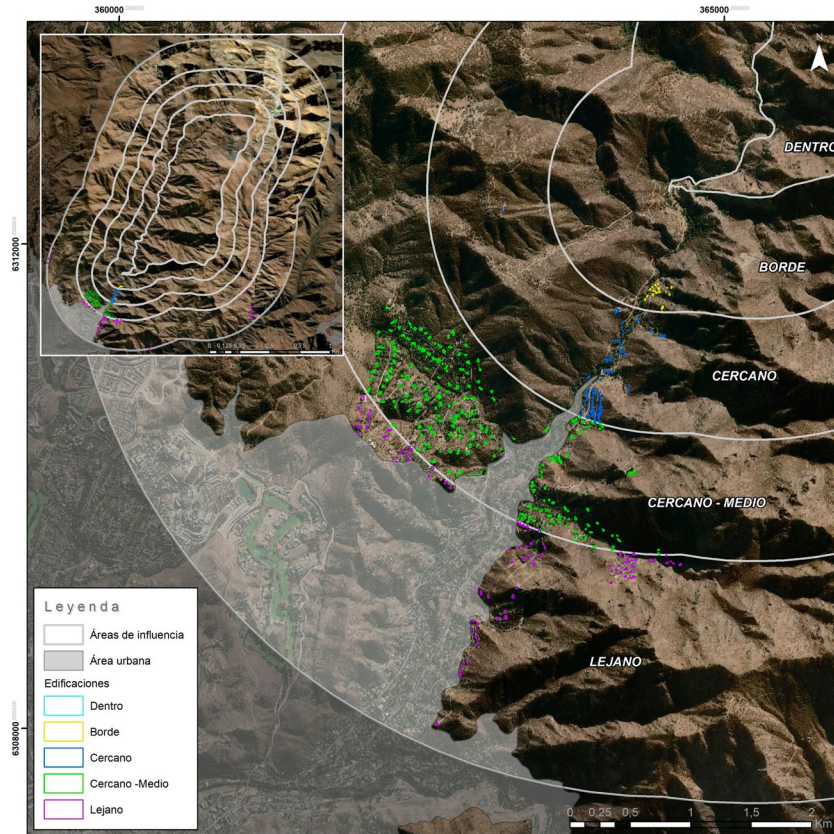 360000
365000
N
DENTRO
6312000
BORDE
CERCANO
CERCANO - MEDIO
LEJANO
6308000
Leyenda
Áreas de influencia
Área urbana
Edificaciones
Dentro
Borde
Cercano
Cercano -Medio
Lejano
0 0,25 0,5 1 1,5 2
Km